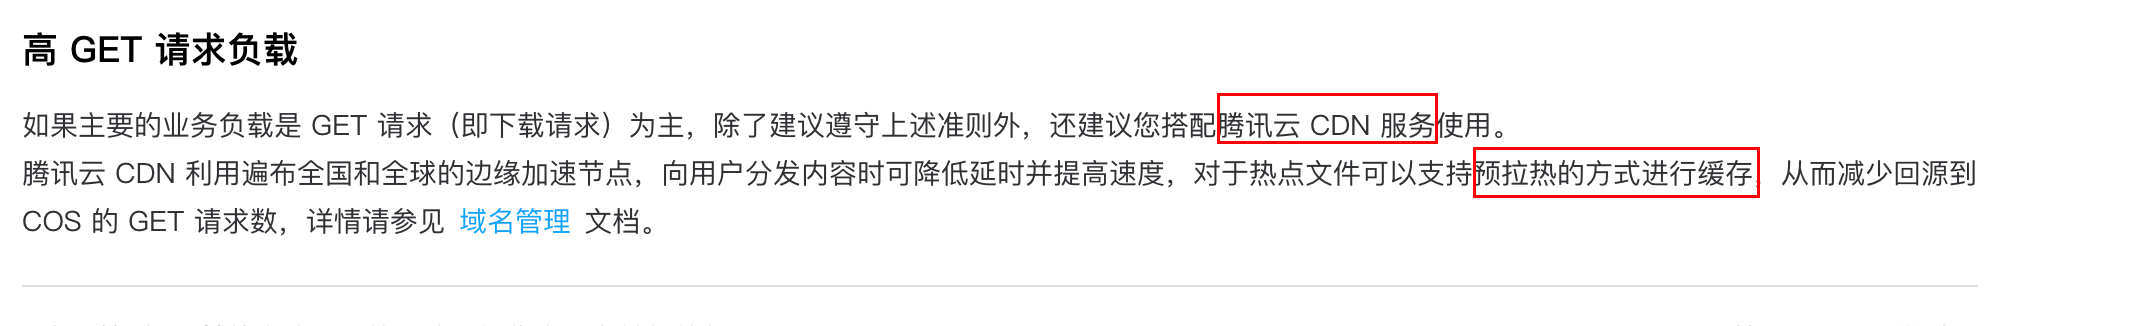 高 GET 请求负载
如果主要的业务负载是 GET 请求（即下载请求）为主，除了建议遵守上述准则外，还建议您搭配腾讯云 CDN 服务使用。
腾讯云 CDN 利用遍布全国和全球的边缘加速节点，向用户分发内容时可降低延时并提高速度，对于热点文件可以支持预拉热的方式进行缓存，从而减少回源到
COS 的 GET 请求数，详情请参见 域名管理 文档。